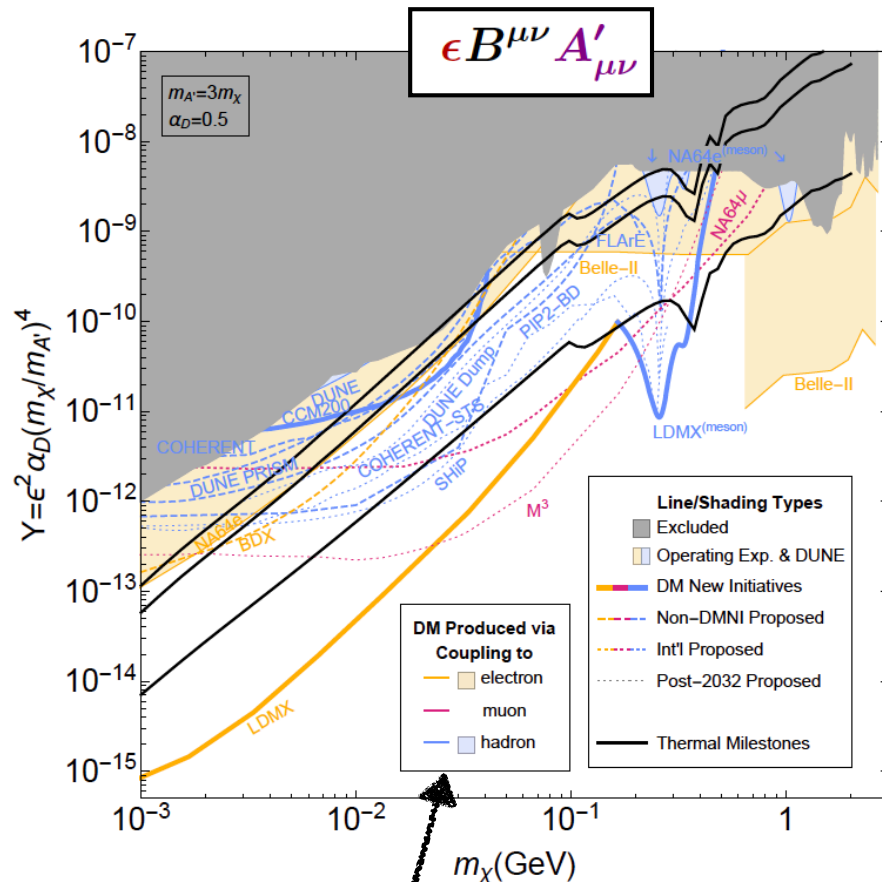 ϵB^{μν} A'_{μν}
m_{A'}=3m_χ
α_D=0.5
10^{-7}
10^{-8}
10^{-9}
10^{-10}
10^{-11}
10^{-12}
10^{-13}
10^{-14}
10^{-15}
Y=ϵ²α_D(m_χ/m_{A'})⁴
NA64e^{(meson)}
NA64μ
FLArE
Belle-II
PIP2-BD
DUNE
CCM200
DUNE Dump
Belle-II
COHERENT
COHERENT-STS
LDMX^{(meson)}
DUNE PRISM
SHiP
M³
NA64e
BDX
LDMX
Line/Shading Types
Excluded
Operating Exp. & DUNE
DM New Initiatives
Non-DMNI Proposed
Int'l Proposed
Post-2032 Proposed
Thermal Milestones
DM Produced via
Coupling to
electron
muon
hadron
10^{-3}
10^{-2}
10^{-1}
1
m_χ(GeV)